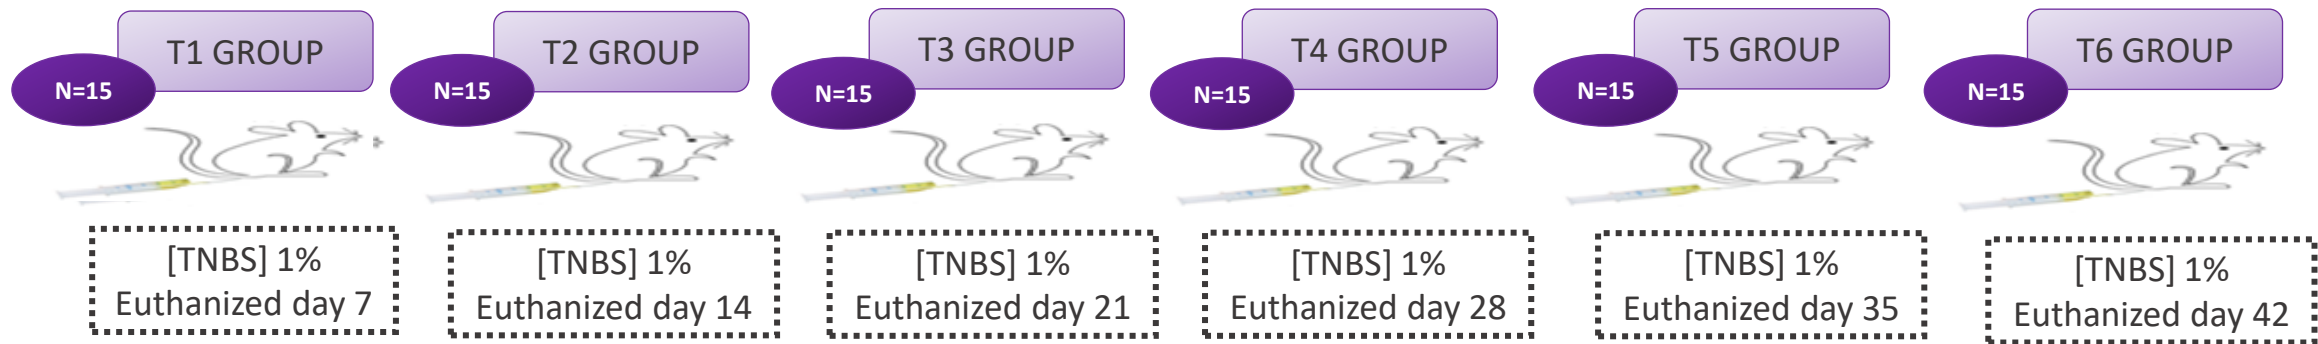 T1 GROUP
N=15
[TNBS] 1%
Euthanized day 7
T2 GROUP
N=15
[TNBS] 1%
Euthanized day 14
T3 GROUP
N=15
[TNBS] 1%
Euthanized day 21
T4 GROUP
N=15
[TNBS] 1%
Euthanized day 28
T5 GROUP
N=15
[TNBS] 1%
Euthanized day 35
T6 GROUP
N=15
[TNBS] 1%
Euthanized day 42